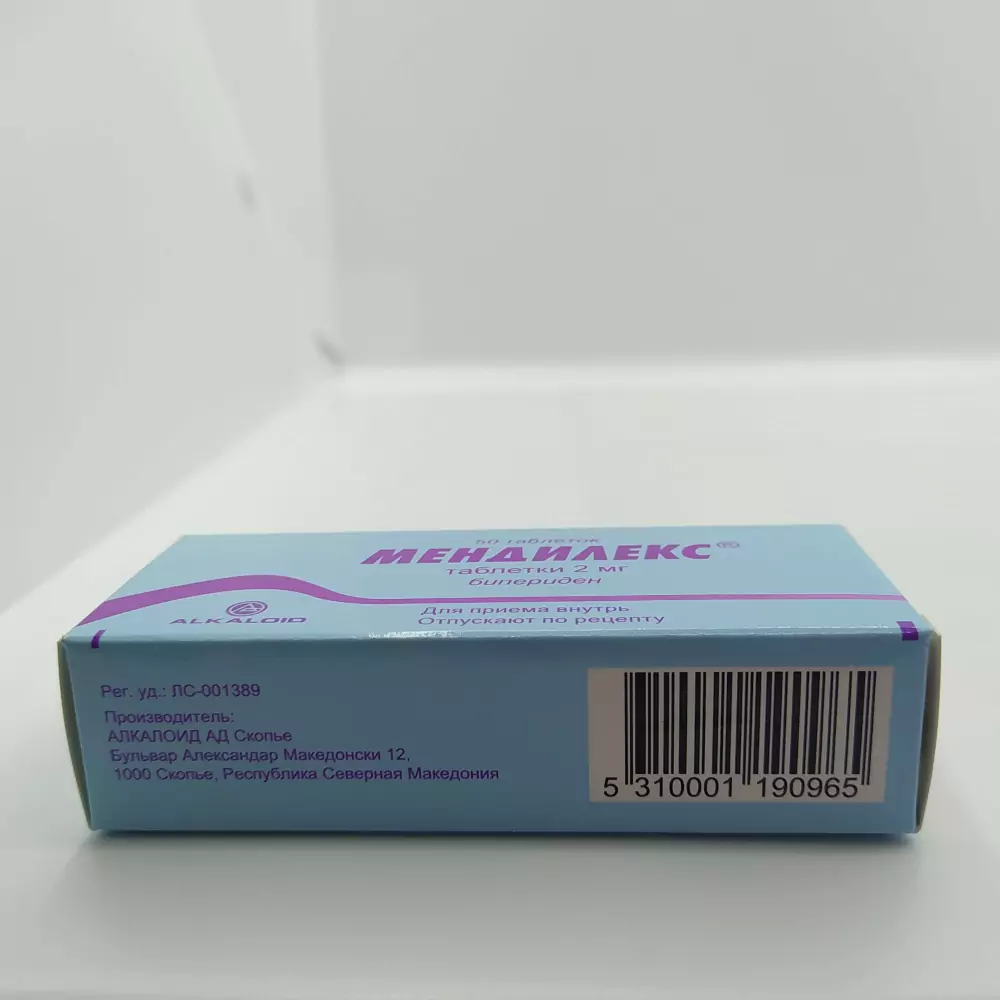 50 таблеток
МЕНДИЛЕКС®
таблетки 2 мг
бипериден
Для приема внутрь
Отпускают по рецепту
ALKALOID
Рег. уд.: ЛС-001389
Производитель:
АЛКАЛОИД АД Скопье
Бульвар Александар Македонски 12,
1000 Скопье, Республика Северная Македония
5 310001 190965